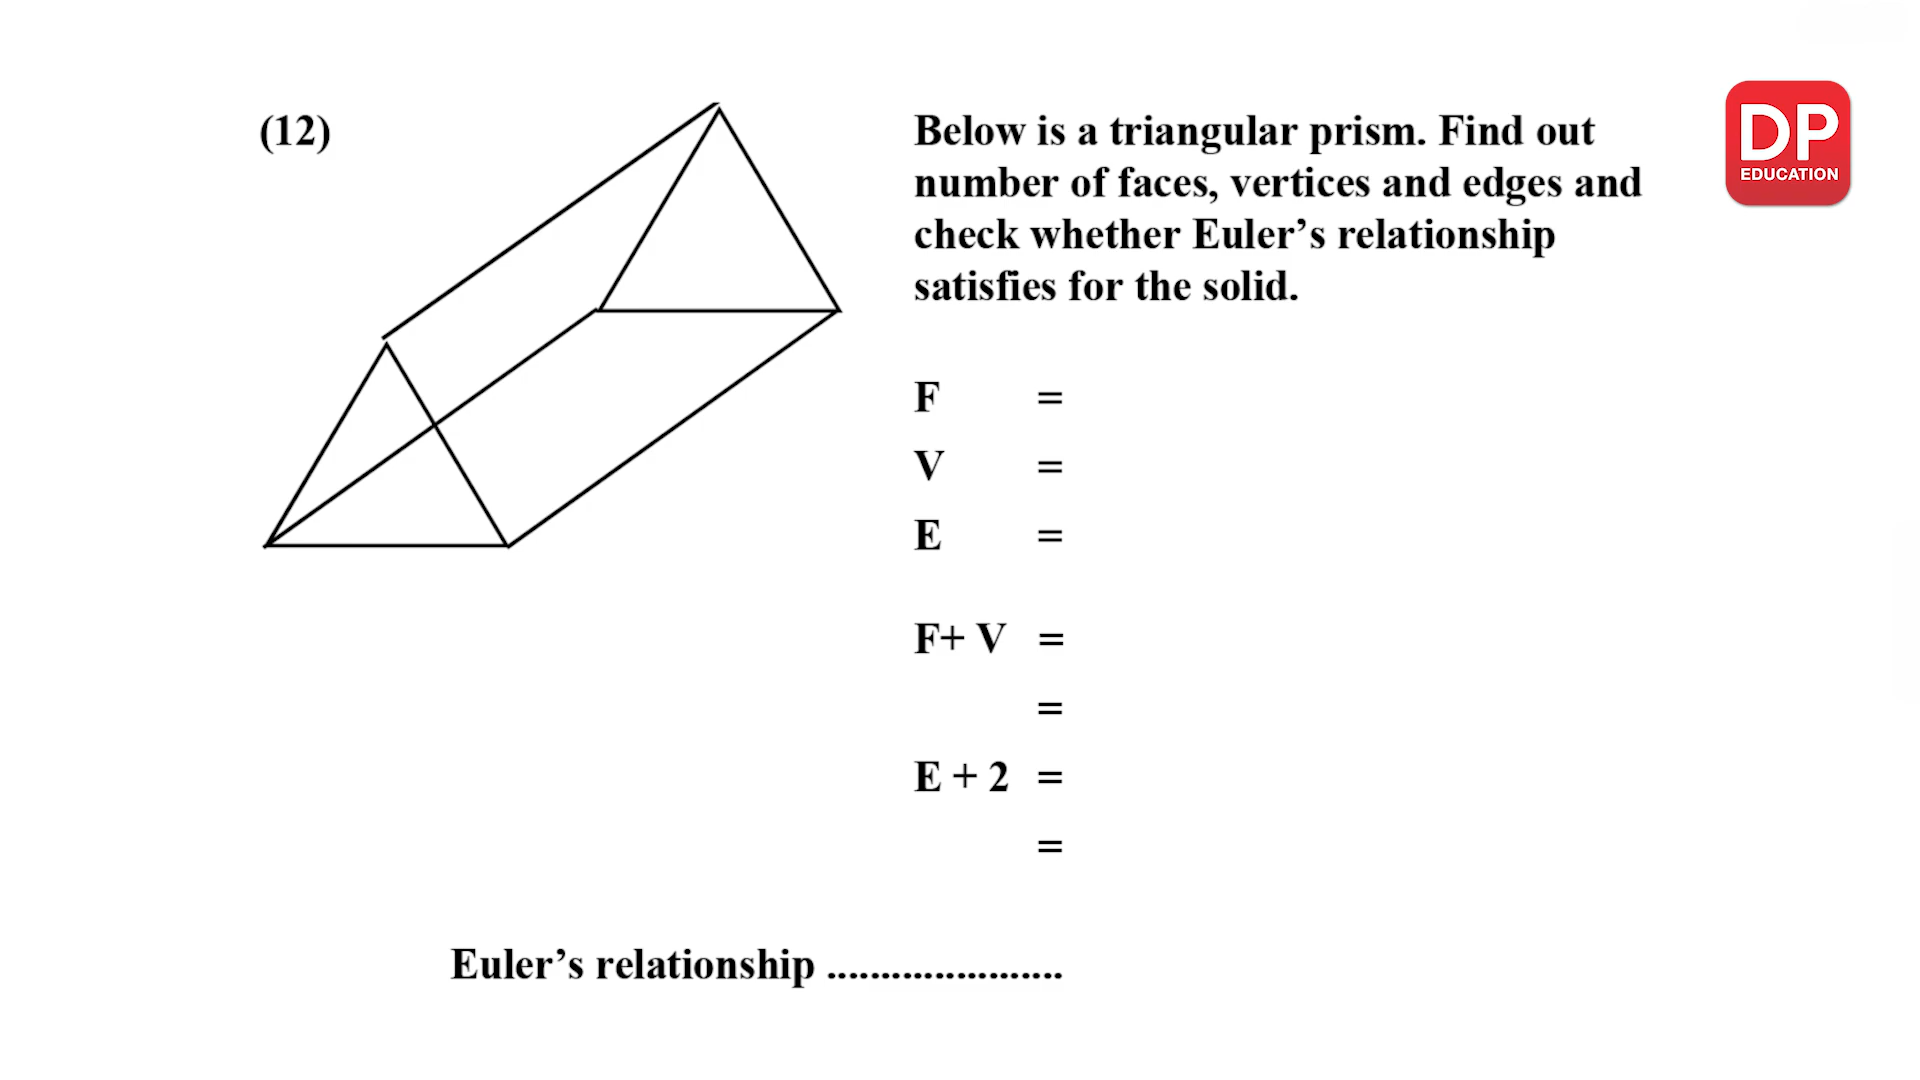 (12)
Below is a triangular prism. Find out
number of faces, vertices and edges and
check whether Euler’s relationship
satisfies for the solid.
DP
EDUCATION
F =
V =
E =
F+ V =
=
E + 2 =
=
Euler’s relationship ......................